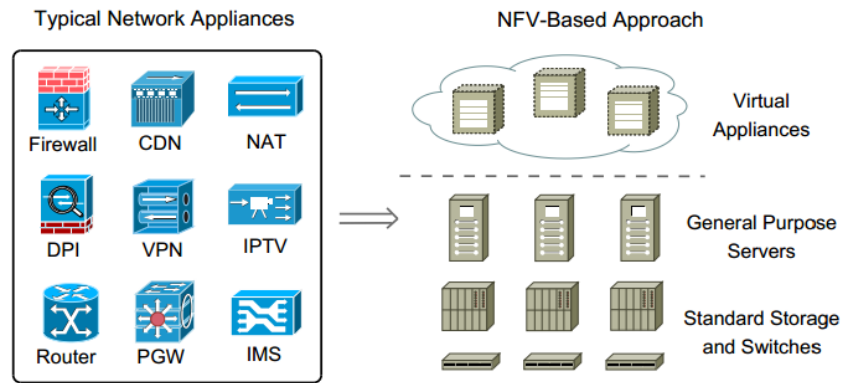 Typical Network Appliances
Firewall
CDN
NAT
DPI
VPN
IPTV
Router
PGW
IMS
NFV-Based Approach
Virtual
Appliances
General Purpose
Servers
Standard Storage
and Switches